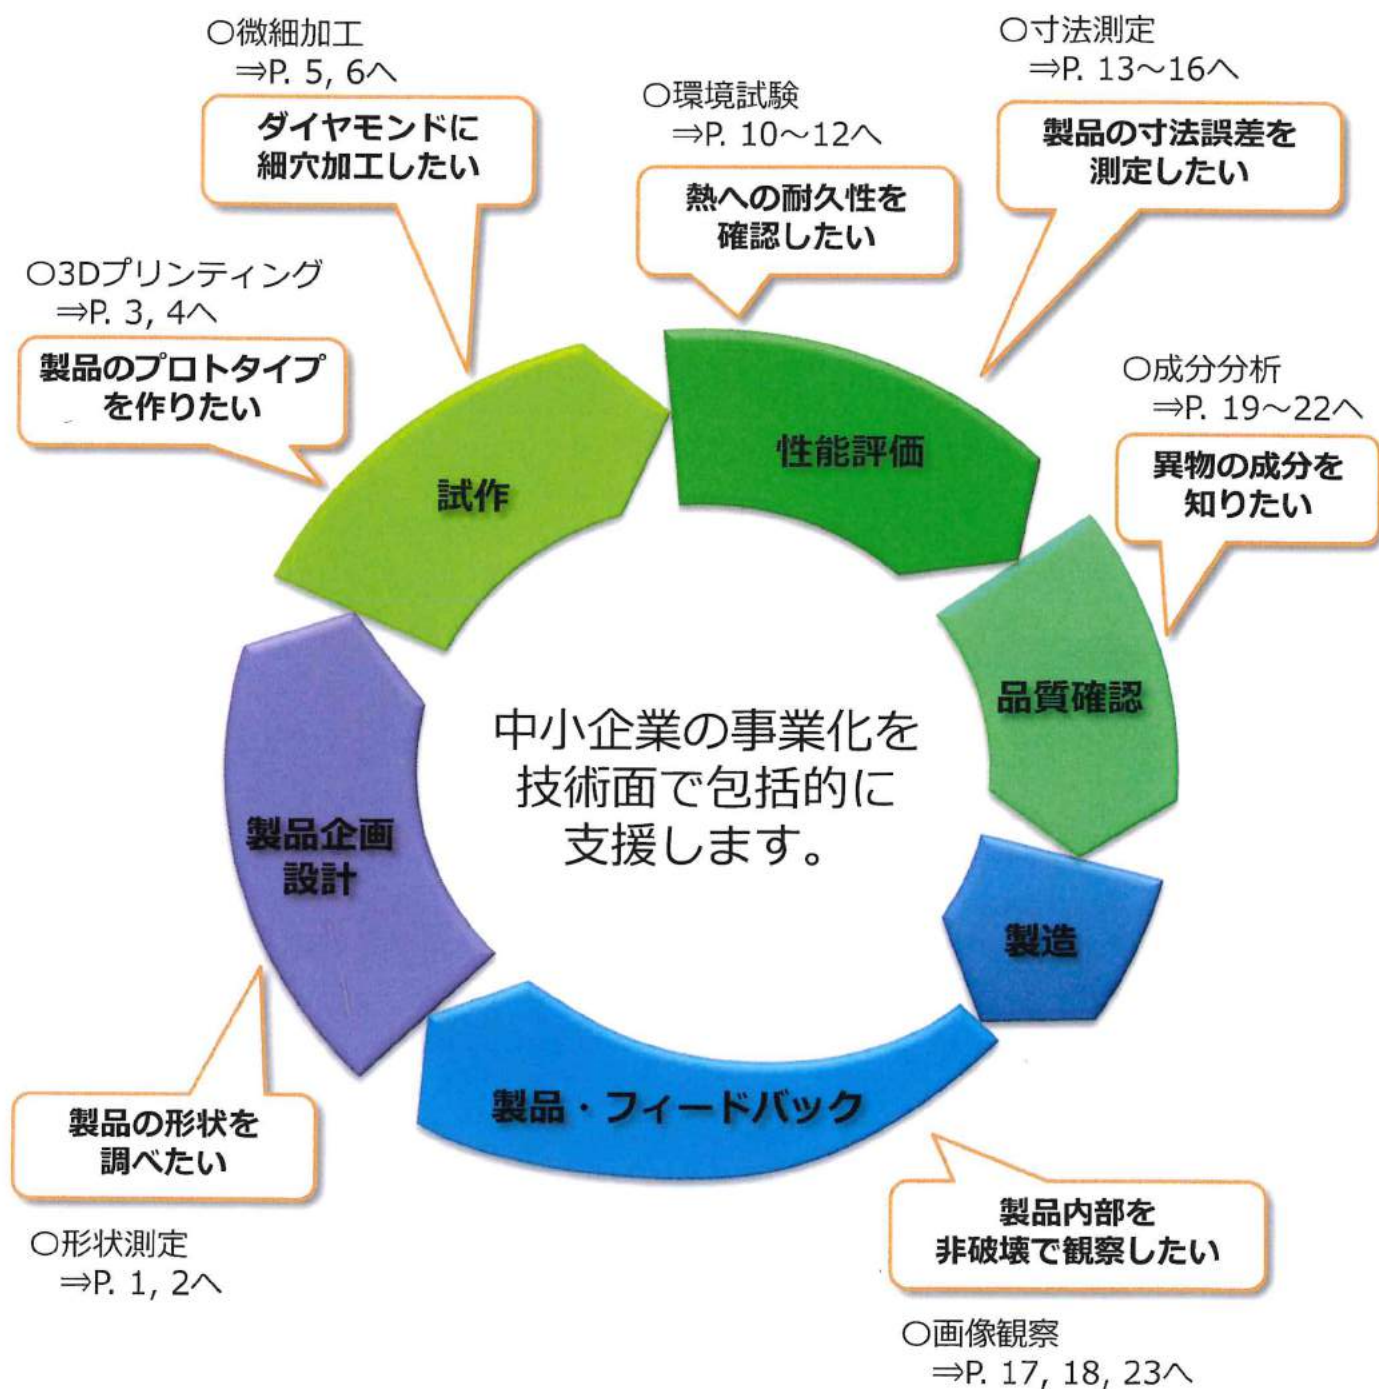 ○微細加工
⇒P. 5, 6へ
ダイヤモンドに
細穴加工したい
○環境試験
⇒P. 10～12へ
熱への耐久性を
確認したい
○寸法測定
⇒P. 13～16へ
製品の寸法誤差を
測定したい
○3Dプリンティング
⇒P. 3, 4へ
製品のプロトタイプ
を作りたい
○成分分析
⇒P. 19～22へ
異物の成分を
知りたい
試作
性能評価
品質確認
製造
製品・フィードバック
製品企画
設計
中小企業の事業化を
技術面で包括的に
支援します。
製品の形状を
調べたい
○形状測定
⇒P. 1, 2へ
製品内部を
非破壊で観察したい
○画像観察
⇒P. 17, 18, 23へ